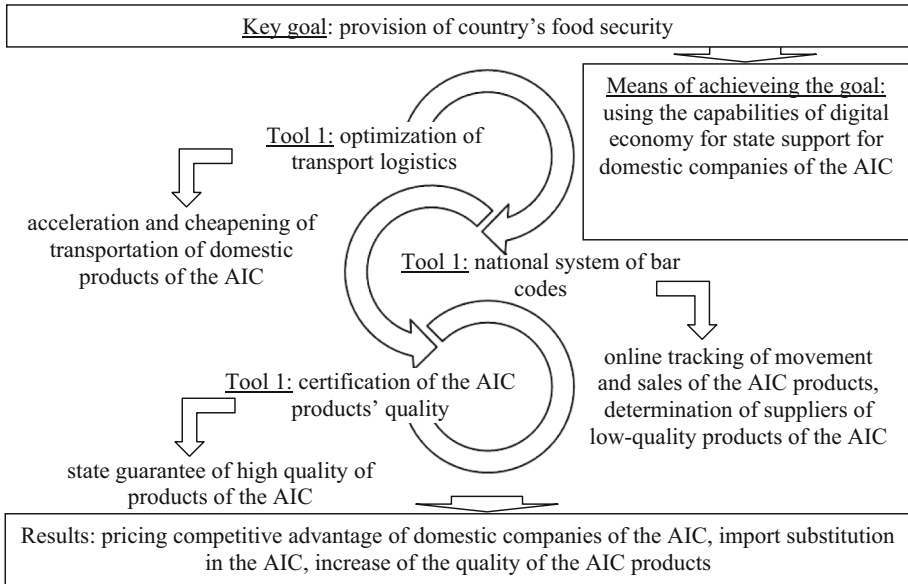 Key goal: provision of country's food security
Means of achieveing the goal:
using the capabilities of digital
economy for state support for
domestic companies of the AIC
Tool 1: optimization of
transport logistics
acceleration and cheapening of
transportation of domestic
products of the AIC
Tool 1: national system of bar
codes
online tracking of movement
and sales of the AIC products,
determination of suppliers of
low-quality products of the AIC
Tool 1: certification of the AIC
products' quality
state guarantee of high quality of
products of the AIC
Results: pricing competitive advantage of domestic companies of the AIC, import substitution
in the AIC, increase of the quality of the AIC products